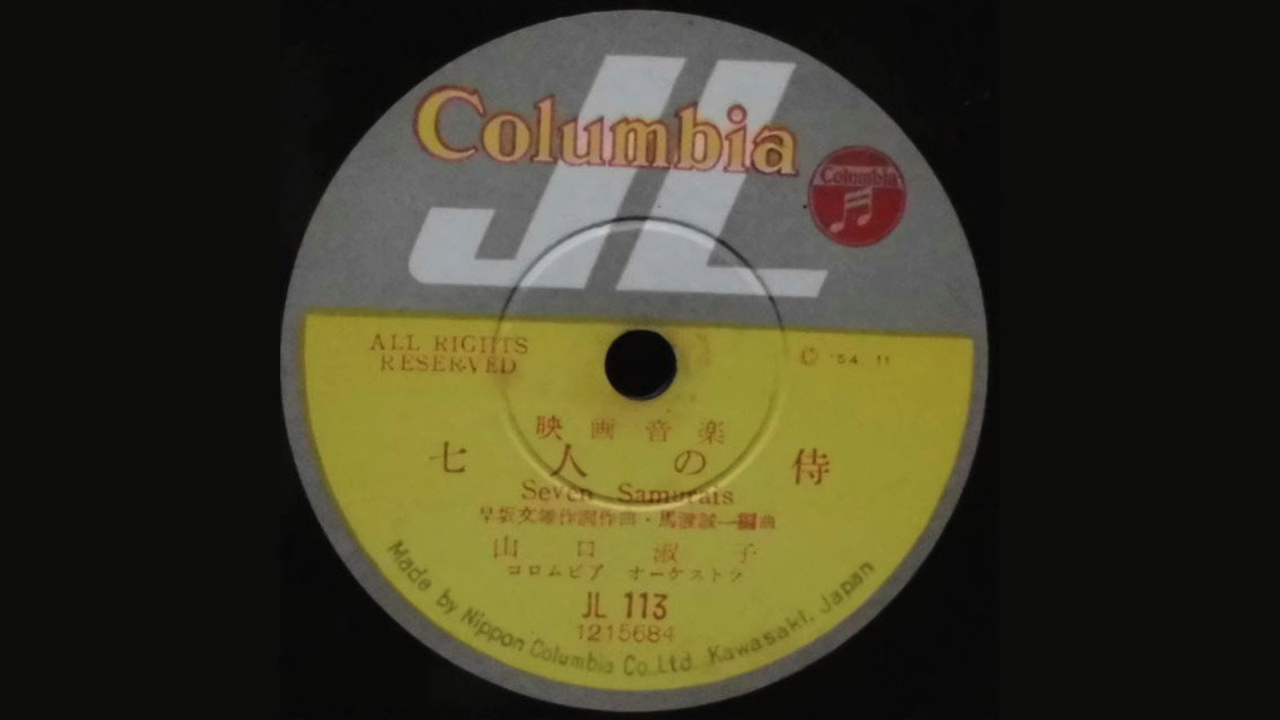 JL
Columbia
Columbia
ALL RIGHTS
RESERVED
© '54 11
映画音楽
七人の侍
Seven Samurais
早坂文雄作詞作曲・馬渡誠一編曲
山口淑子
コロムビア オーケストラ
JL 113
1215684
Made by Nippon Columbia Co.,Ltd. Kawasaki, Japan